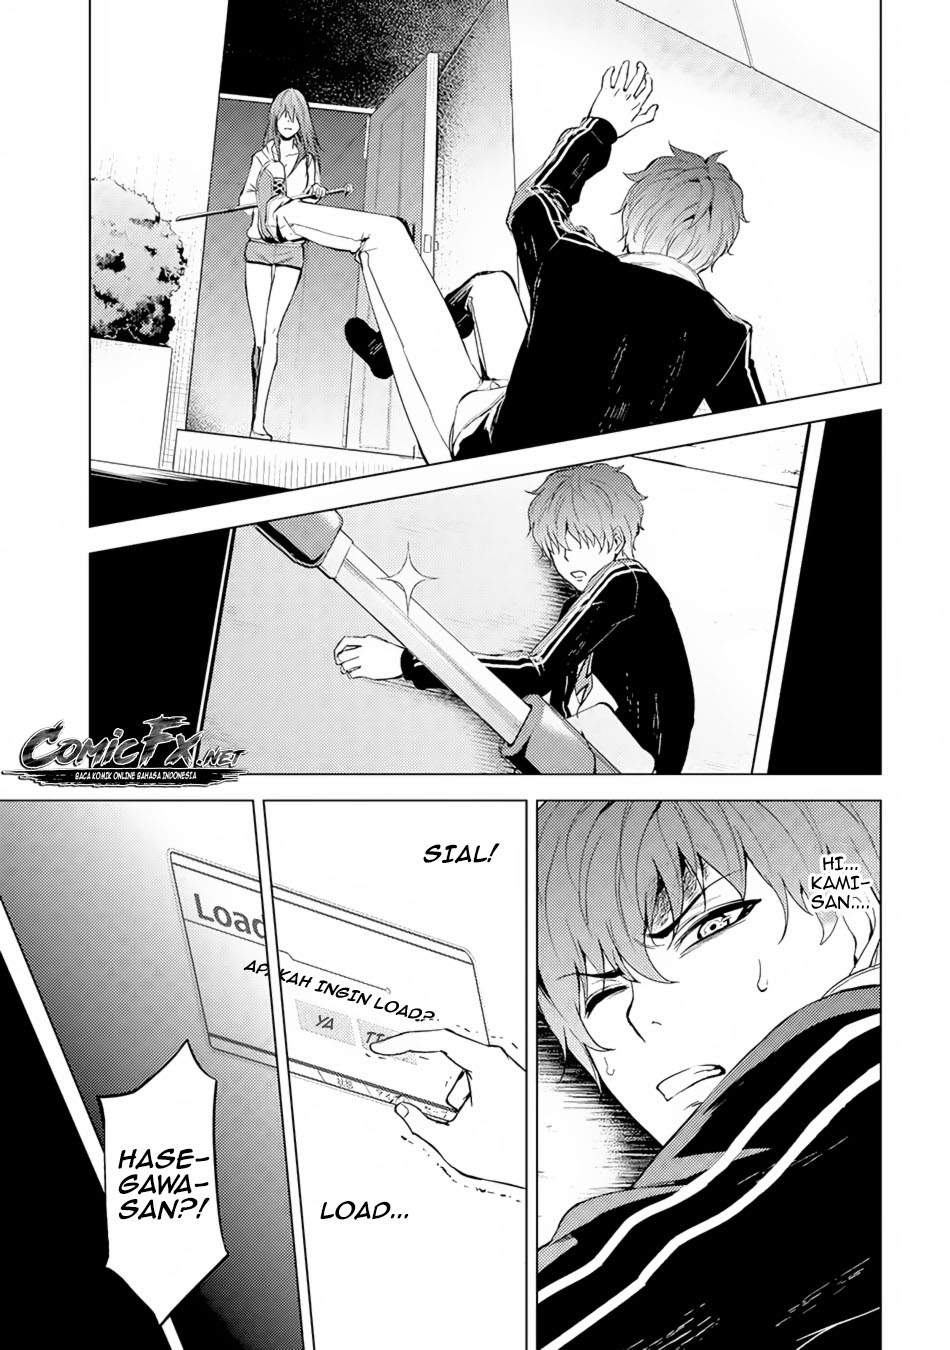 COMICFX.NET
BACA KOMIK ONLINE BAHASA INDONESIA
HI...
KAMI-
SAN....
SIAL!
Load
APAKAH INGIN LOAD?
YA
LOAD...
HASE-
GAWA-
SAN?!